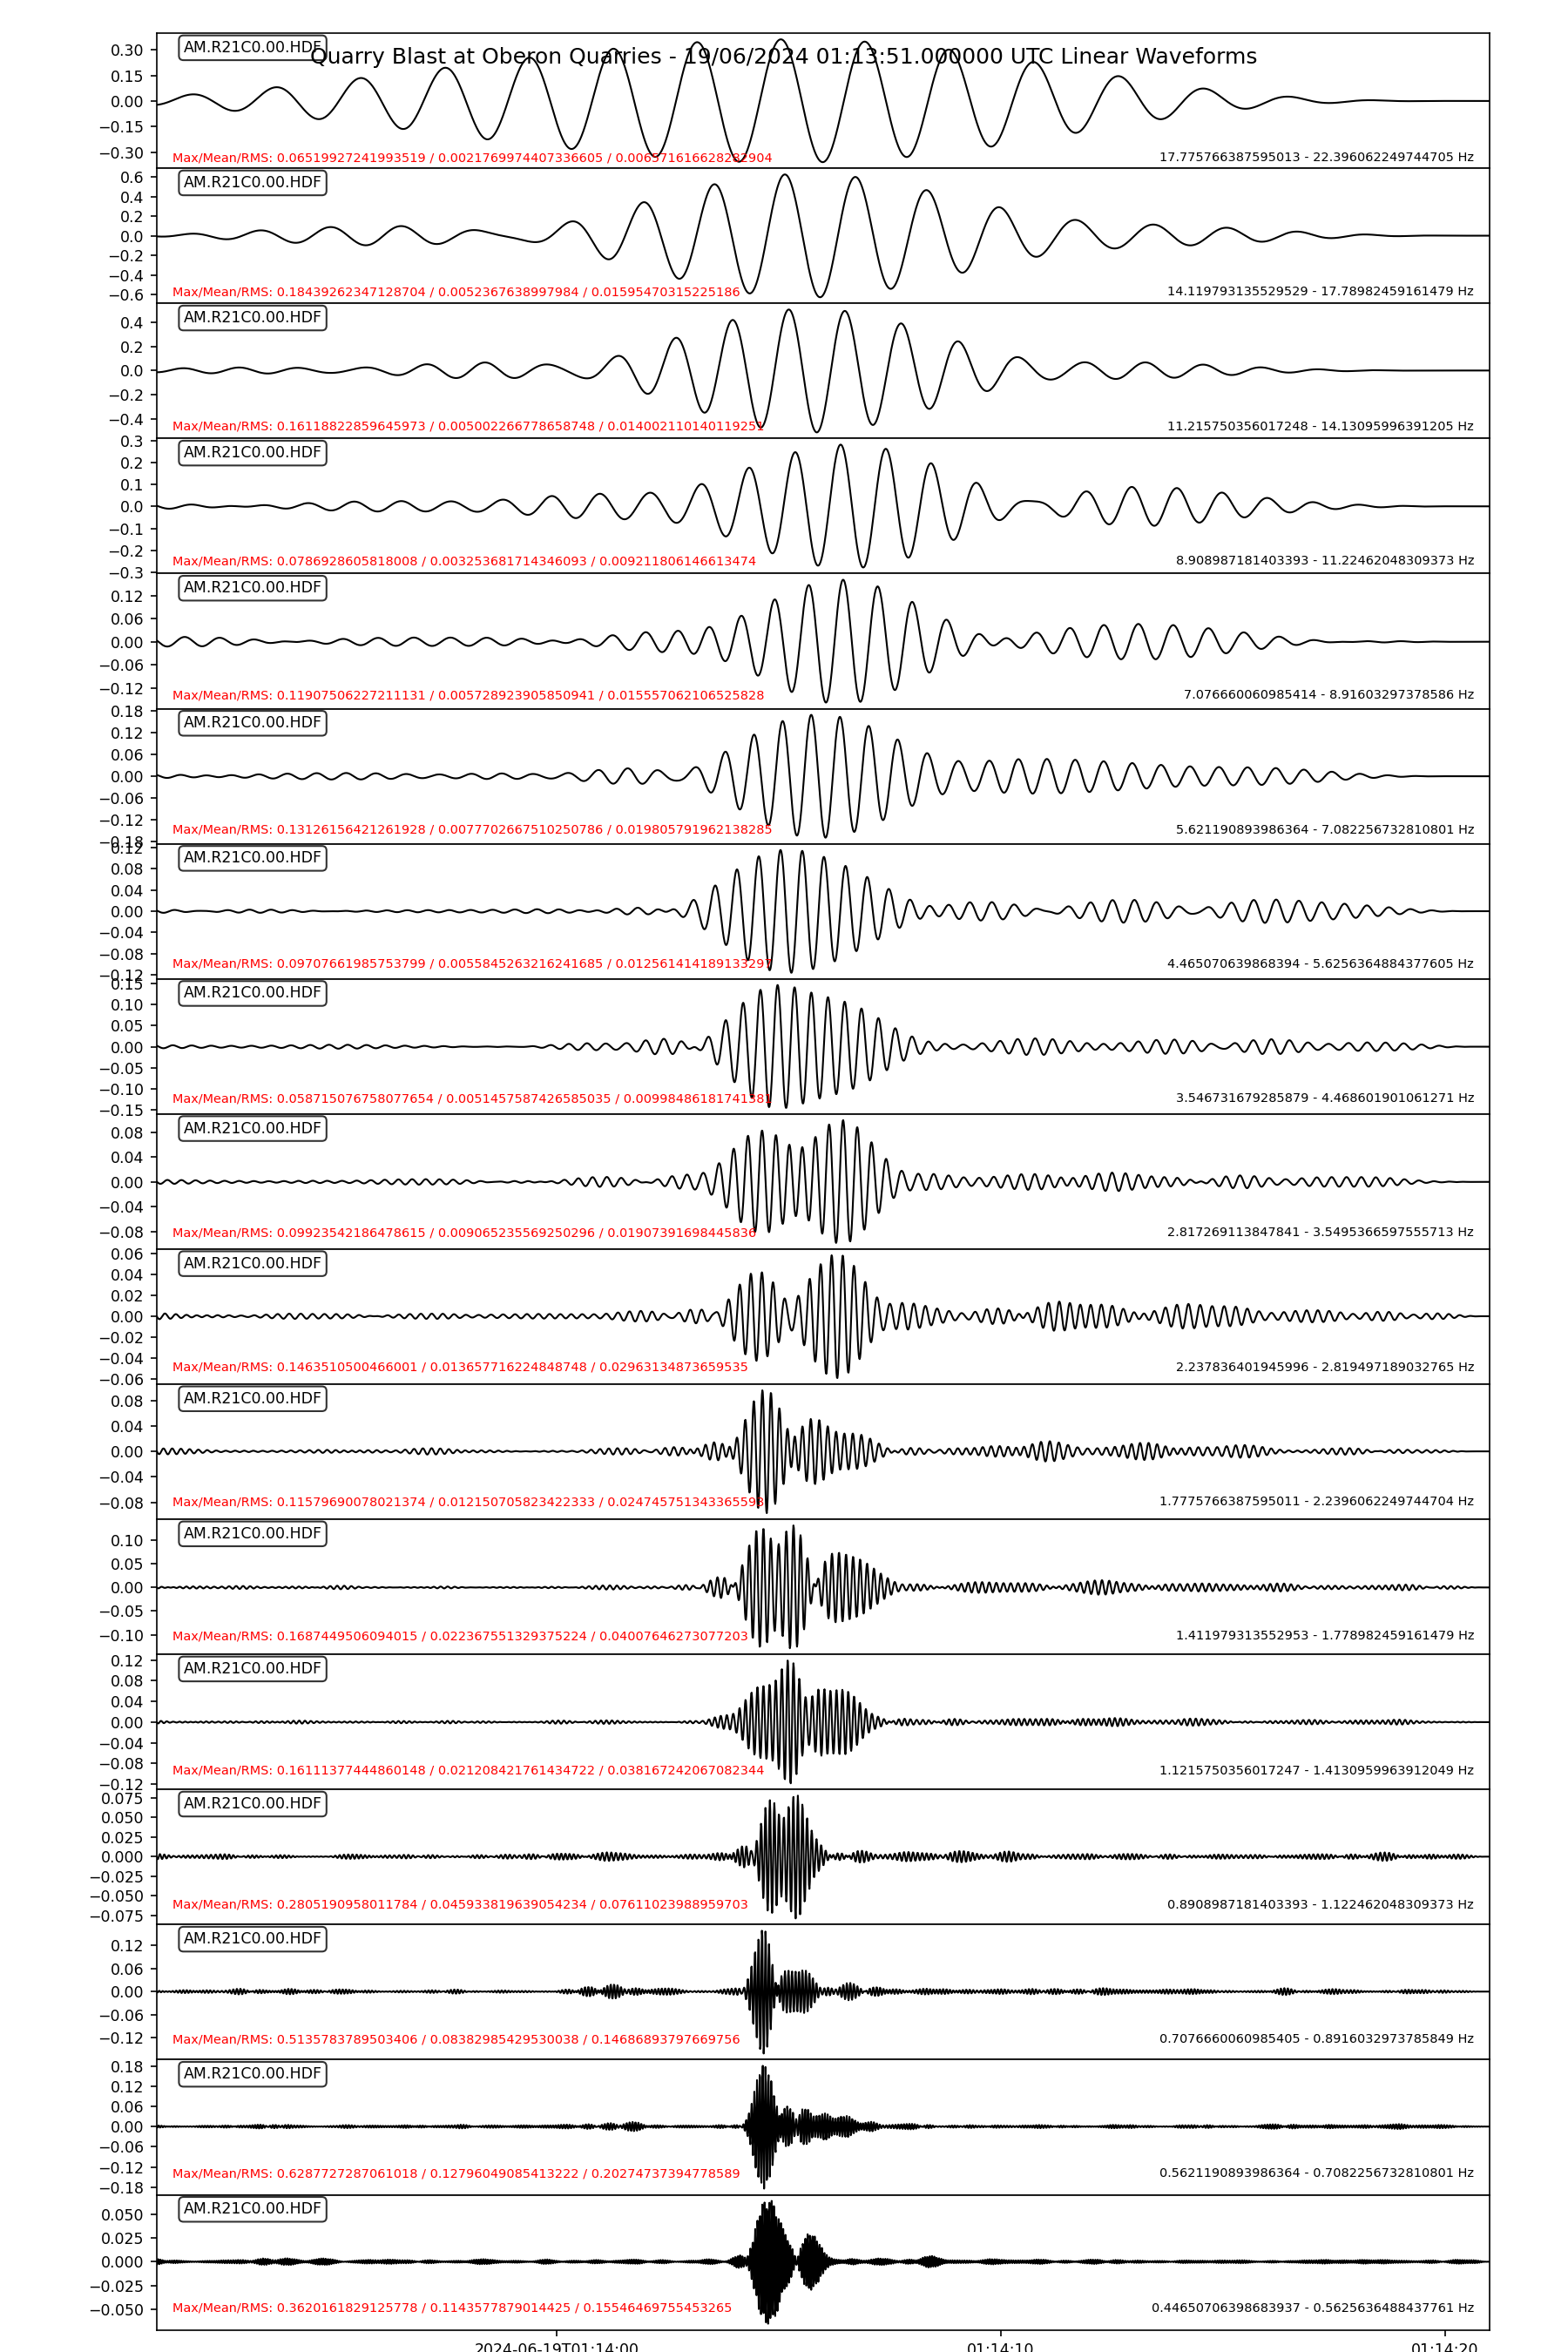 Quarry Blast at Oberon Quarries - 19/06/2024 01:13:51.000000 UTC Linear Waveforms
AM.R21C0.00.HDF
0.30
0.15
0.00
−0.15
−0.30
Max/Mean/RMS: 0.06519927241993519 / 0.0021769974407336605 /
17.775766387595013 - 22.396062249744705 Hz
AM.R21C0.00.HDF
0.6
0.4
0.2
0.0
−0.2
−0.4
−0.6
Max/Mean/RMS: 0.18439262347128704 / 0.0052367638997984 / 0.01595470315225186
14.119793135529529 - 17.78982459161479 Hz
AM.R21C0.00.HDF
0.4
0.2
0.0
−0.2
−0.4
Max/Mean/RMS: 0.16118822859645973 / 0.005002266778658748 / 0.014002110140119251
11.215750356017248 - 14.13095996391205 Hz
AM.R21C0.00.HDF
0.3
0.2
0.1
0.0
−0.1
−0.2
−0.3
Max/Mean/RMS: 0.0786928605818008 / 0.003253681714346093 / 0.009211806146613474
8.908987181403393 - 11.22462048309373 Hz
AM.R21C0.00.HDF
0.12
0.06
0.00
−0.06
−0.12
Max/Mean/RMS: 0.11907506227211131 / 0.005728923905850941 / 0.015557062106525828
7.076660060985414 - 8.91603297378586 Hz
AM.R21C0.00.HDF
0.18
0.12
0.06
0.00
−0.06
−0.12
−0.18
Max/Mean/RMS: 0.13126156421261928 / 0.0077702667510250786 / 0.019805791962138285
5.621190893986364 - 7.082256732810801 Hz
AM.R21C0.00.HDF
0.12
0.08
0.04
0.00
−0.04
−0.08
−0.12
Max/Mean/RMS: 0.09707661985753799 / 0.0055845263216241685 / 0.012561414189133297
4.465070639868394 - 5.6256364884377605 Hz
AM.R21C0.00.HDF
0.15
0.10
0.05
0.00
−0.05
−0.10
−0.15
Max/Mean/RMS: 0.058715076758077654 / 0.0051457587426585035 /
3.546731679285879 - 4.468601901061271 Hz
AM.R21C0.00.HDF
0.08
0.04
0.00
−0.04
−0.08
Max/Mean/RMS: 0.09923542186478615 / 0.009065235569250296 / 0.01907391698445836
2.817269113847841 - 3.5495366597555713 Hz
AM.R21C0.00.HDF
0.06
0.04
0.02
0.00
−0.02
−0.04
−0.06
Max/Mean/RMS: 0.1463510500466001 / 0.013657716224848748 / 0.02963134873659535
2.237836401945996 - 2.819497189032765 Hz
AM.R21C0.00.HDF
0.08
0.04
0.00
−0.04
−0.08
Max/Mean/RMS: 0.11579690078021374 / 0.012150705823422333 /
1.7775766387595011 - 2.2396062249744704 Hz
AM.R21C0.00.HDF
0.10
0.05
0.00
−0.05
−0.10
Max/Mean/RMS: 0.1687449506094015 / 0.022367551329375224 / 0.04007646273077203
1.411979313552953 - 1.778982459161479 Hz
AM.R21C0.00.HDF
0.12
0.08
0.04
0.00
−0.04
−0.08
−0.12
Max/Mean/RMS: 0.16111377444860148 / 0.021208421761434722 / 0.038167242067082344
1.1215750356017247 - 1.4130959963912049 Hz
AM.R21C0.00.HDF
0.075
0.050
0.025
0.000
−0.025
−0.050
−0.075
Max/Mean/RMS: 0.2805190958011784 / 0.045933819639054234 / 0.07611023988959703
0.8908987181403393 - 1.122462048309373 Hz
AM.R21C0.00.HDF
0.12
0.06
0.00
−0.06
−0.12
Max/Mean/RMS: 0.5135783789503406 / 0.08382985429530038 / 0.14686893797669756
0.7076660060985405 - 0.8916032973785849 Hz
AM.R21C0.00.HDF
0.18
0.12
0.06
0.00
−0.06
−0.12
−0.18
Max/Mean/RMS: 0.6287727287061018 / 0.12796049085413222 / 0.20274737394778589
0.5621190893986364 - 0.7082256732810801 Hz
AM.R21C0.00.HDF
0.050
0.025
0.000
−0.025
−0.050
Max/Mean/RMS: 0.3620161829125778 / 0.1143577879014425 / 0.15546469755453265
0.44650706398683937 - 0.5625636488437761 Hz
2024-06-19T01:14:00
01:14:10
01:14:20